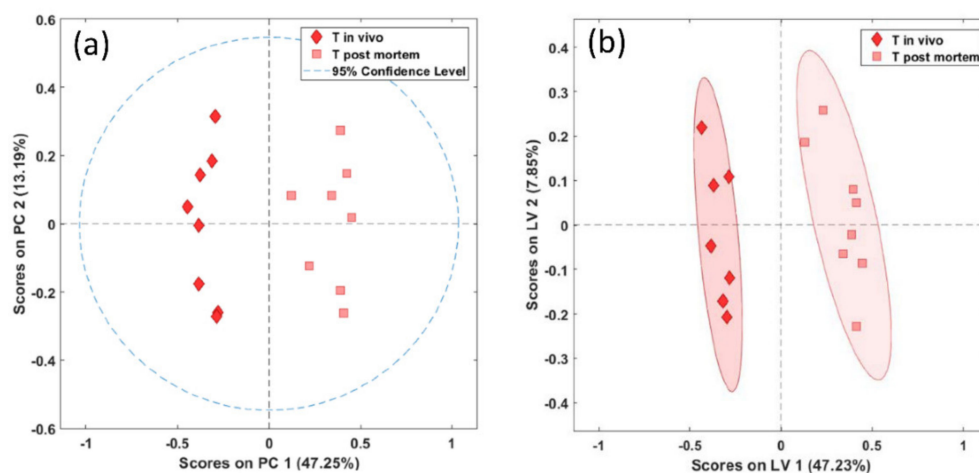 (a)
T in vivo
T post mortem
95% Confidence Level
Scores on PC 2 (13.19%)
0.6
0.4
0.2
0
-0.2
-0.4
-0.6
-1
-0.5
0
0.5
1
Scores on PC 1 (47.25%)
(b)
T in vivo
T post mortem
Scores on LV 2 (7.85%)
0.4
0.3
0.2
0.1
0
-0.1
-0.2
-0.3
-0.4
-1
-0.5
0
0.5
1
Scores on LV 1 (47.23%)